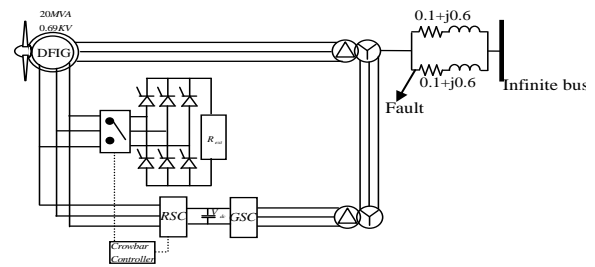 20MVA
0.69KV
DFIG
0.1+j0.6
0.1+j0.6
Infinite bus
Fault
RSC
V dc
GSC
Crowbar
Controller